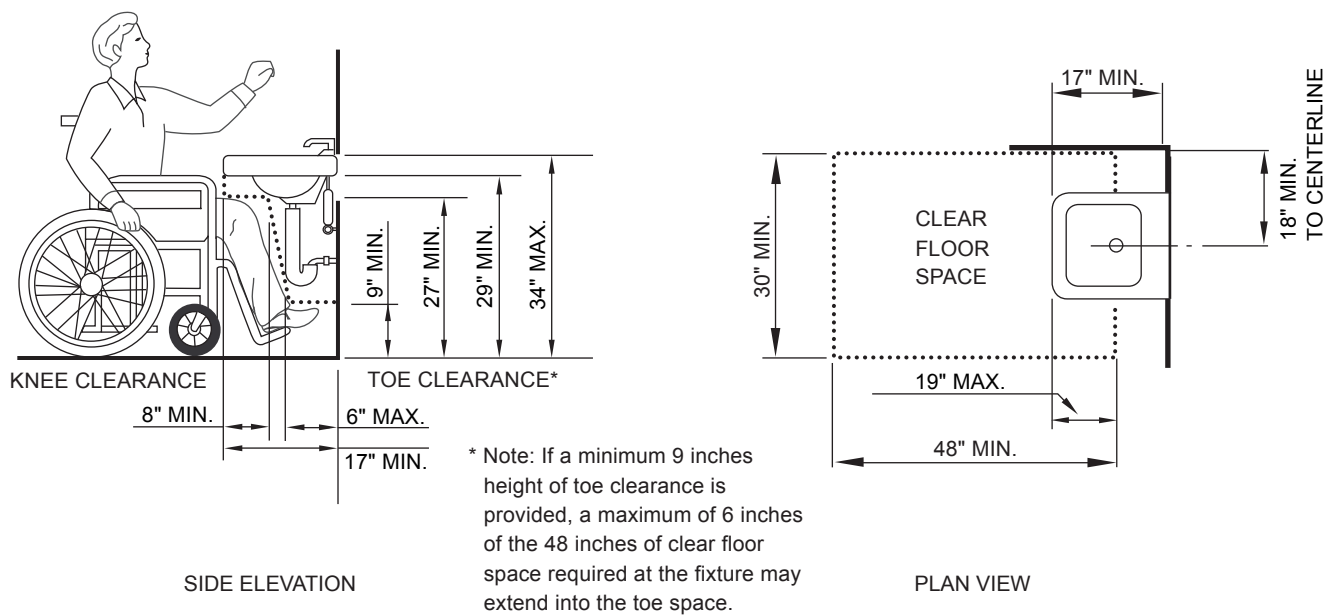 KNEE CLEARANCE
TOE CLEARANCE*
8" MIN.
6" MAX.
17" MIN.
9" MIN.
27" MIN.
29" MIN.
34" MAX.
* Note: If a minimum 9 inches
height of toe clearance is
provided, a maximum of 6 inches
of the 48 inches of clear floor
space required at the fixture may
extend into the toe space.
SIDE ELEVATION
17" MIN.
18" MIN.
TO CENTERLINE
30" MIN.
CLEAR
FLOOR
SPACE
19" MAX.
48" MIN.
PLAN VIEW